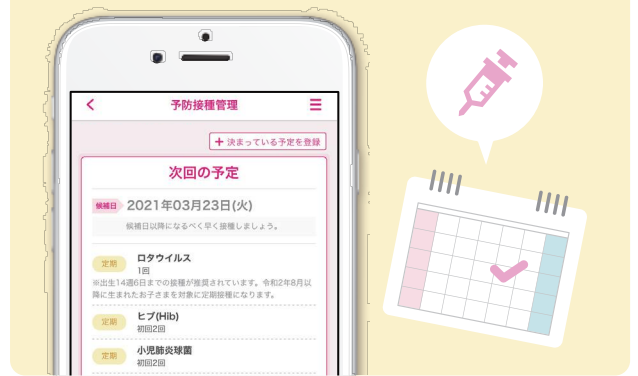 予防接種管理
+ 決まっている予定を登録
次回の予定
候補日 2021年03月23日(火)
候補日以降になるべく早く接種しましょう。
定期 ロタウイルス
1回
※出生14週6日までの接種が推奨されています。令和2年8月以
降に生まれたお子さまを対象に定期接種になります。
定期 ヒブ(Hib)
初回2回
定期 小児肺炎球菌
初回2回